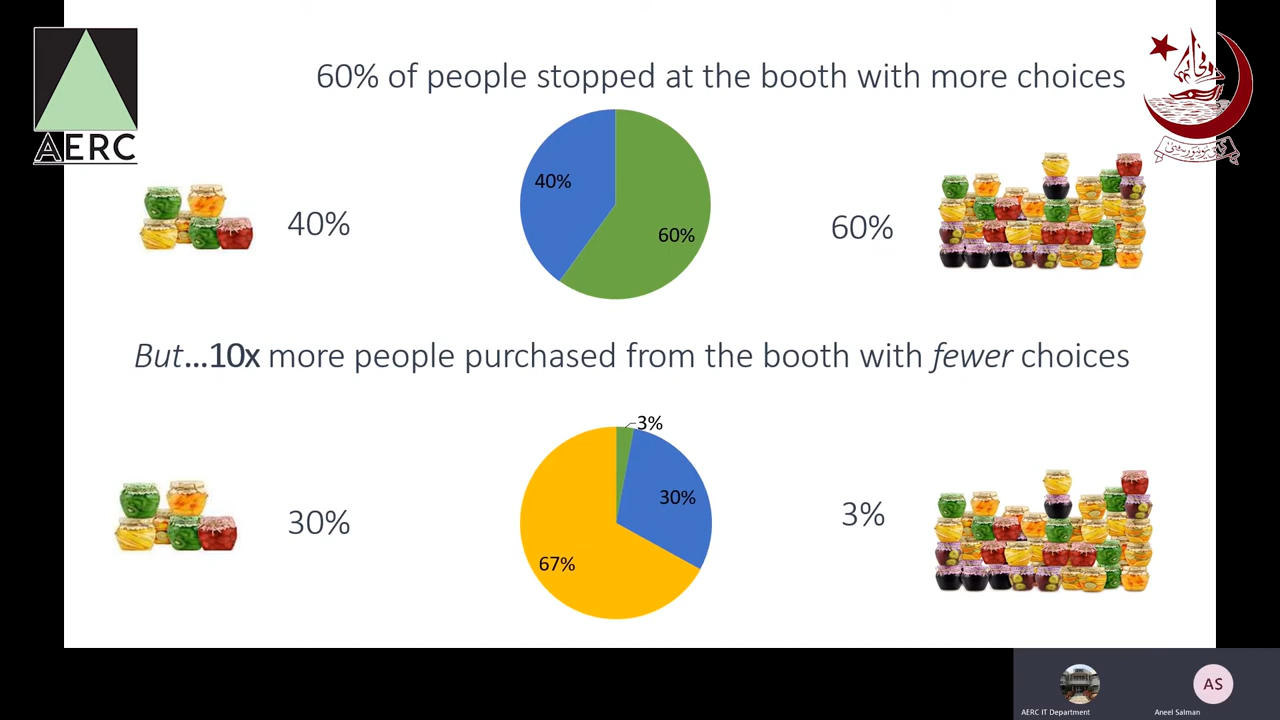 60% of people stopped at the booth with more choices
AERC
40%
40%
60%
60%
But...10x more people purchased from the booth with fewer choices
3%
30%
30%
67%
3%
AS
AERC IT Department
Aneel Salman